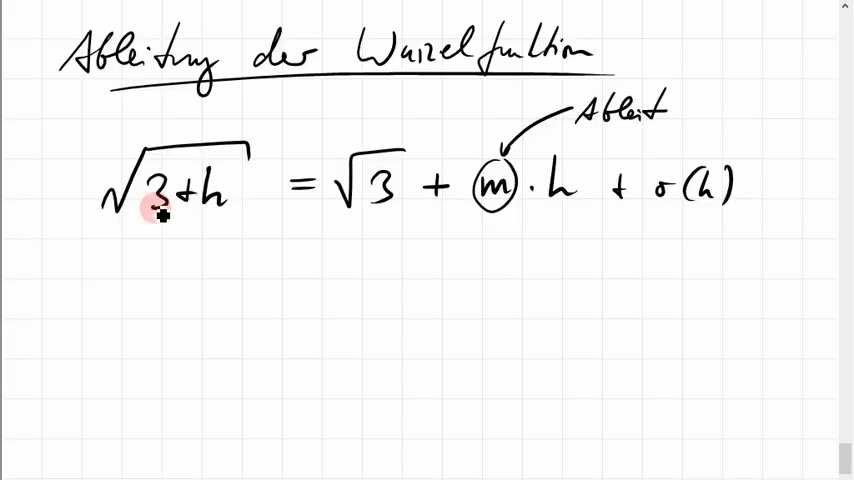 Ableitung der Wurzelfunktion
Ableit
√(3+h) = √3 + m · h + o(h)